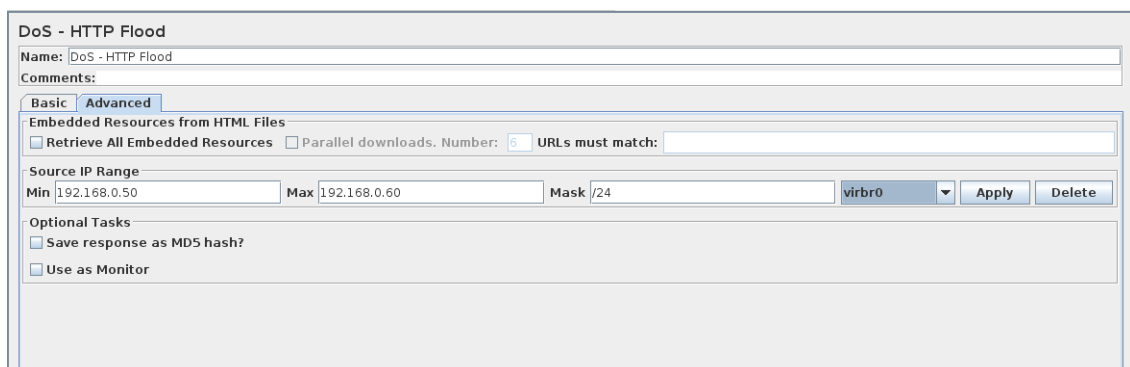 DoS - HTTP Flood
Name: DoS - HTTP Flood
Comments:
Basic Advanced
Embedded Resources from HTML Files
Retrieve All Embedded Resources Parallel downloads. Number: 6 URLs must match:
Source IP Range
Min 192.168.0.50 Max 192.168.0.60 Mask /24 virbr0 Apply Delete
Optional Tasks
Save response as MD5 hash?
Use as Monitor